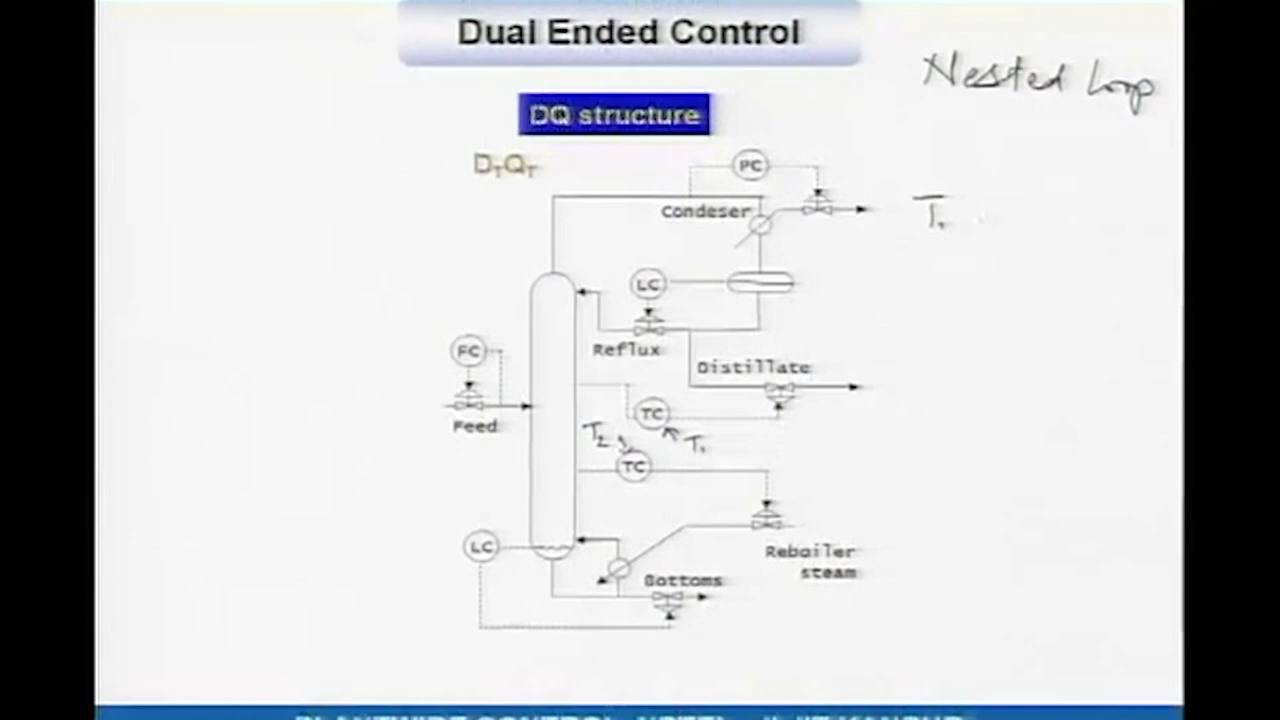 Dual Ended Control
Nested Loop
DQ structure
DTQT
PC
Condeser
T1
LC
Reflux
FC
Distillate
Feed
TC
T2
T1
TC
LC
Reboiler
steam
Bottoms